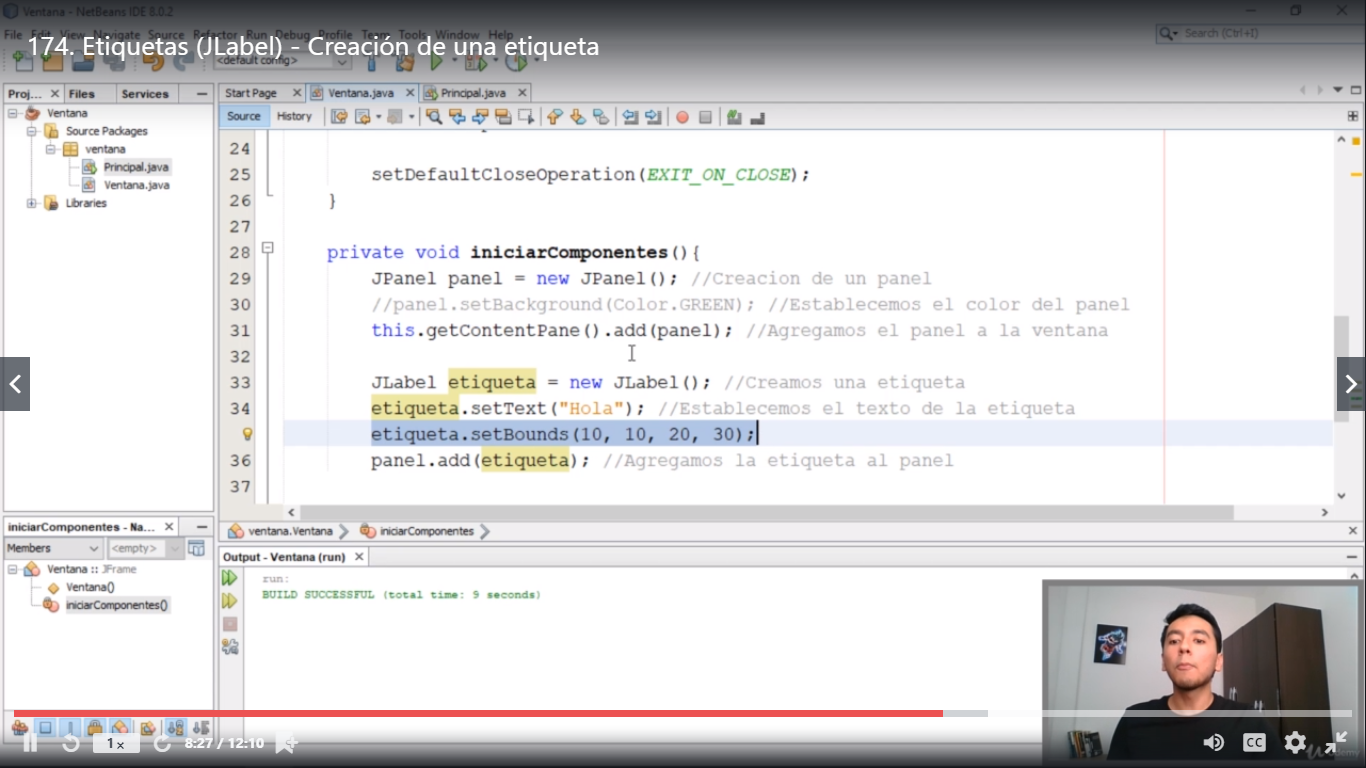 Ventana - NetBeans IDE 8.0.2
File Edit View Navigate Source Refactor Run Debug Profile Team Tools Window Help
174. Etiquetas (JLabel) - Creación de una etiqueta
Search (Ctrl+I)
<default config>
Proj... Files Services
Start Page Ventana.java Principal.java
Source History
Ventana
Source Packages
ventana
Principal.java
Ventana.java
Libraries
24
25 setDefaultCloseOperation(EXIT_ON_CLOSE);
26 }
27
28 private void iniciarComponentes(){
29 JPanel panel = new JPanel(); //Creacion de un panel
30 //panel.setBackground(Color.GREEN); //Establecemos el color del panel
31 this.getContentPane().add(panel); //Agregamos el panel a la ventana
32
33 JLabel etiqueta = new JLabel(); //Creamos una etiqueta
34 etiqueta.setText("Hola"); //Establecemos el texto de la etiqueta
etiqueta.setBounds(10, 10, 20, 30);
36 panel.add(etiqueta); //Agregamos la etiqueta al panel
37
ventana.Ventana iniciarComponentes
iniciarComponentes - Na...
Members <empty>
Ventana :: JFrame
Ventana()
iniciarComponentes()
Output - Ventana (run)
run:
BUILD SUCCESSFUL (total time: 9 seconds)
1x 8:27 / 12:10
CC